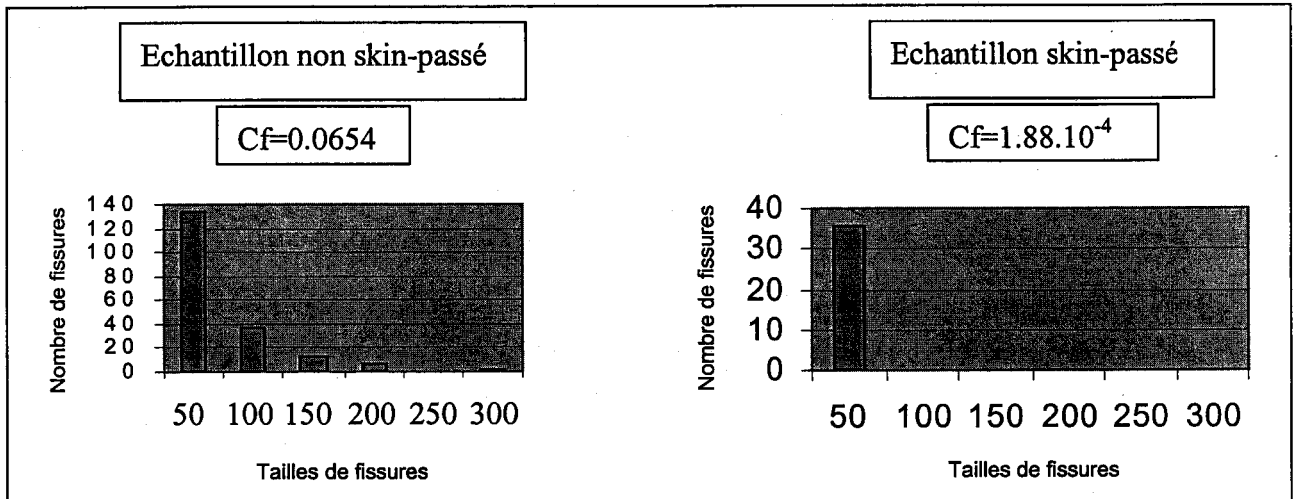 Echantillon non skin-passé
Cf=0.0654
Nombre de fissures
140
120
100
80
60
40
20
0
50 100 150 200 250 300
Tailles de fissures
Echantillon skin-passé
Cf=1.88.10⁻⁴
Nombre de fissures
40
30
20
10
0
50 100 150 200 250 300
Tailles de fissures